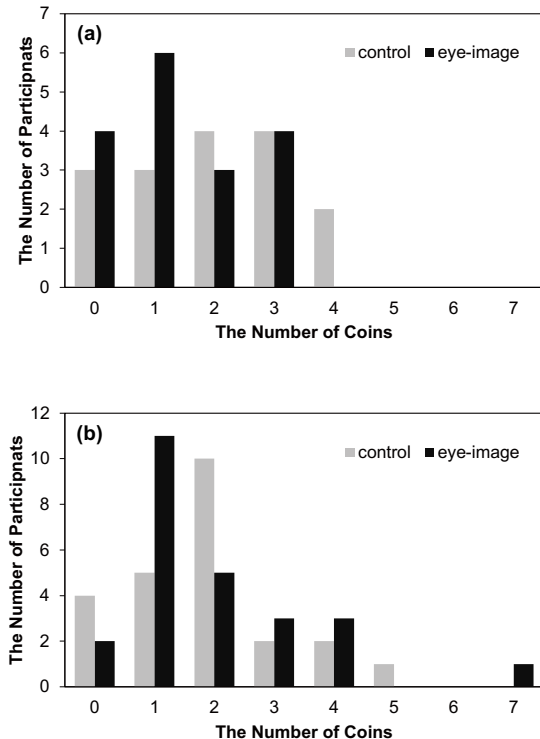 (a)
control eye-image
The Number of Participnats
7
6
5
4
3
2
1
0
0 1 2 3 4 5 6 7
The Number of Coins
(b)
control eye-image
The Number of Participnats
12
10
8
6
4
2
0
0 1 2 3 4 5 6 7
The Number of Coins